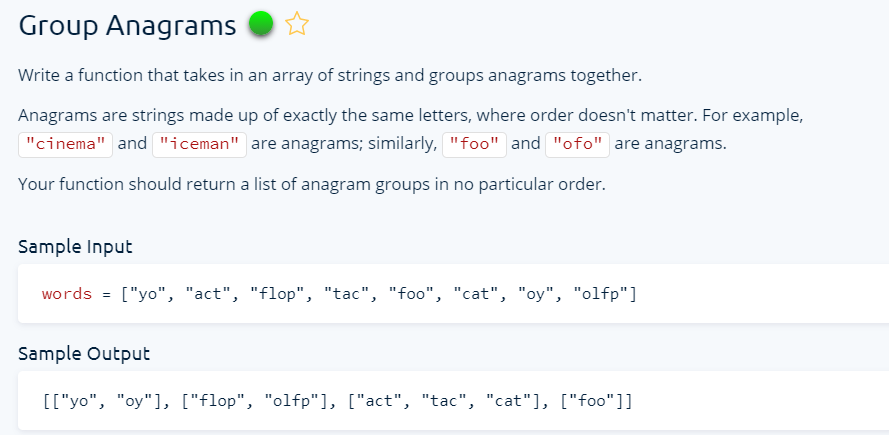 Group Anagrams
Write a function that takes in an array of strings and groups anagrams together.
Anagrams are strings made up of exactly the same letters, where order doesn't matter. For example,
"cinema" and "iceman" are anagrams; similarly, "foo" and "ofo" are anagrams.
Your function should return a list of anagram groups in no particular order.
Sample Input
words = ["yo", "act", "flop", "tac", "foo", "cat", "oy", "olfp"]
Sample Output
[["yo", "oy"], ["flop", "olfp"], ["act", "tac", "cat"], ["foo"]]